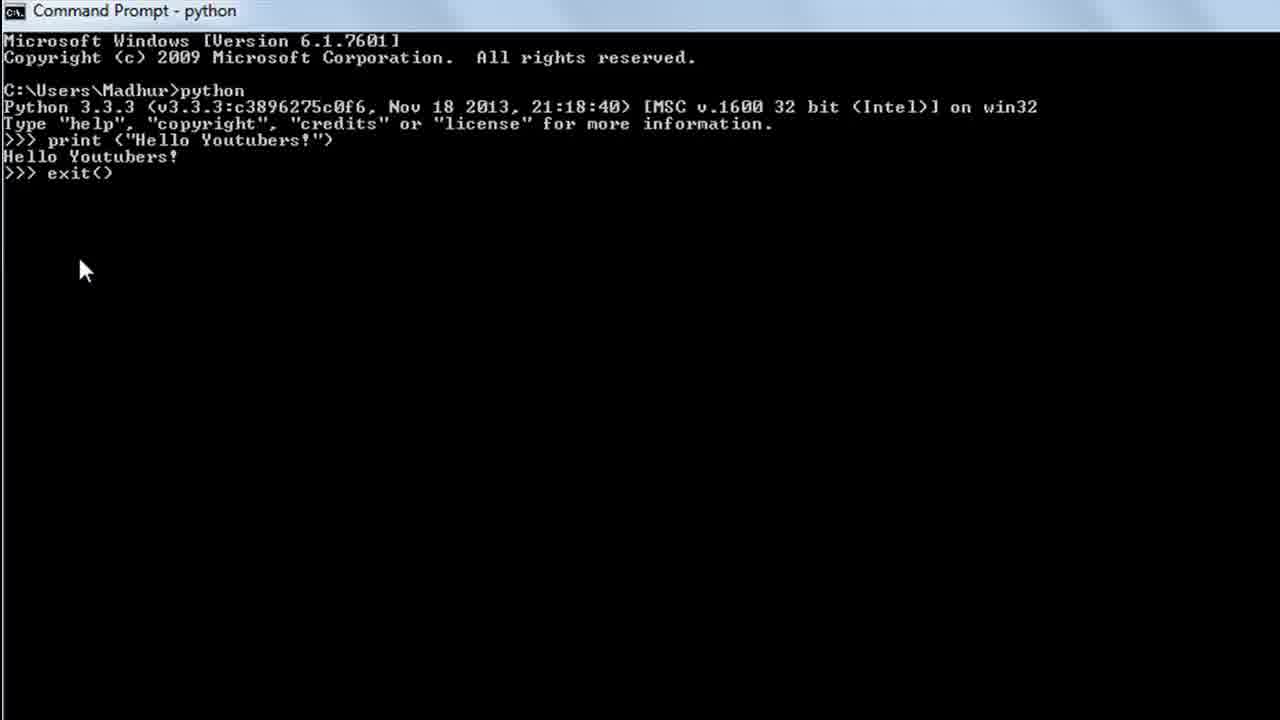 Command Prompt - python
Microsoft Windows [Version 6.1.7601]
Copyright (c) 2009 Microsoft Corporation.  All rights reserved.
C:\Users\Madhur>python
Python 3.3.3 (v3.3.3:c3896275c0f6, Nov 18 2013, 21:18:40) [MSC v.1600 32 bit (Intel)] on win32
Type "help", "copyright", "credits" or "license" for more information.
>>> print ("Hello Youtubers!")
Hello Youtubers!
>>> exit()